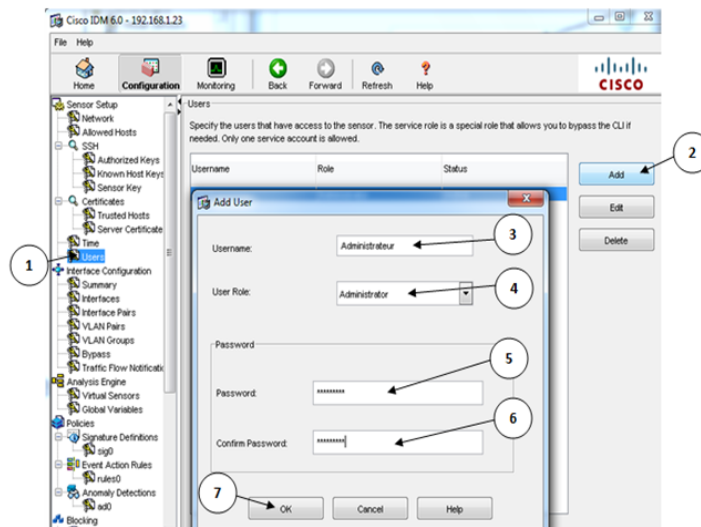 Cisco IDM 6.0 - 192.168.1.23
File Help
Home Configuration Monitoring Back Forward Refresh Help
CISCO
Sensor Setup
Network
Allowed Hosts
SSH
Authorized Keys
Known Host Keys
Sensor Key
Certificates
Trusted Hosts
Server Certificate
Time
Users
Interface Configuration
Summary
Interfaces
Interface Pairs
VLAN Pairs
VLAN Groups
Bypass
Traffic Flow Notificatio
Analysis Engine
Virtual Sensors
Global Variables
Policies
Signature Definitions
sig0
Event Action Rules
rules0
Anomaly Detections
ad0
Blocking
Users
Specify the users that have access to the sensor. The service role is a special role that allows you to bypass the CLI if
needed. Only one service account is allowed.
Username Role Status
Add
Edit
Delete
Add User
Username: Administrateur
User Role: Administrator
Password
Password: *********
Confirm Password: *********
OK Cancel Help
1
2
3
4
5
6
7